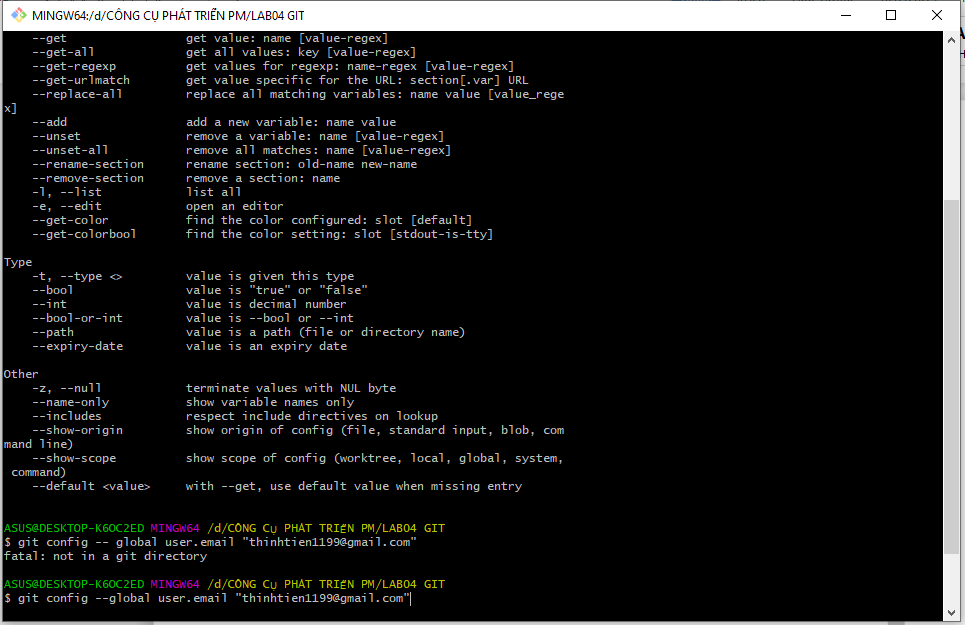 MINGW64:/d/CÔNG CỤ PHÁT TRIỂN PM/LAB04 GIT
--get get value: name [value-regex]
--get-all get all values: key [value-regex]
--get-regexp get values for regexp: name-regex [value-regex]
--get-urlmatch get value specific for the URL: section[.var] URL
--replace-all replace all matching variables: name value [value_rege
x]
--add add a new variable: name value
--unset remove a variable: name [value-regex]
--unset-all remove all matches: name [value-regex]
--rename-section rename section: old-name new-name
--remove-section remove a section: name
-l, --list list all
-e, --edit open an editor
--get-color find the color configured: slot [default]
--get-colorbool find the color setting: slot [stdout-is-tty]
Type
-t, --type <> value is given this type
--bool value is "true" or "false"
--int value is decimal number
--bool-or-int value is --bool or --int
--path value is a path (file or directory name)
--expiry-date value is an expiry date
Other
-z, --null terminate values with NUL byte
--name-only show variable names only
--includes respect include directives on lookup
--show-origin show origin of config (file, standard input, blob, com
mand line)
--show-scope show scope of config (worktree, local, global, system,
command)
--default <value> with --get, use default value when missing entry
ASUS@DESKTOP-K6OC2ED MINGW64 /d/CÔNG CỤ PHÁT TRIỂN PM/LAB04 GIT
$ git config -- global user.email "thinhtien1199@gmail.com"
fatal: not in a git directory
ASUS@DESKTOP-K6OC2ED MINGW64 /d/CÔNG CỤ PHÁT TRIỂN PM/LAB04 GIT
$ git config --global user.email "thinhtien1199@gmail.com"